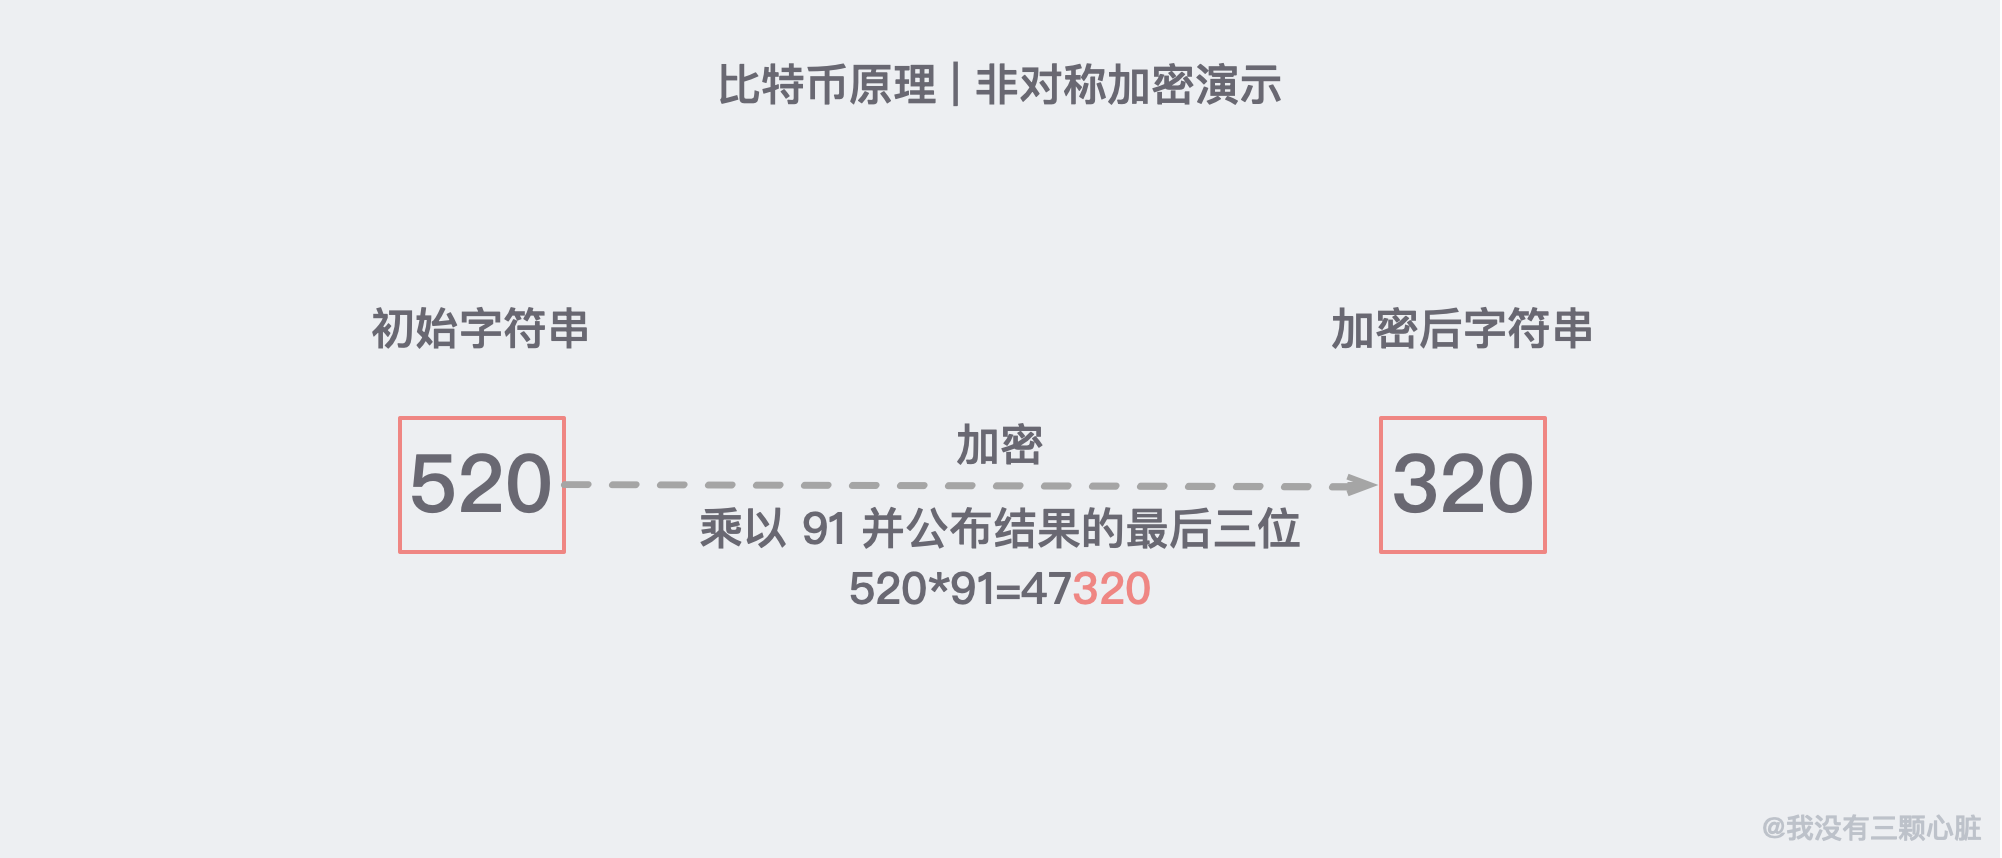 比特币原理 | 非对称加密演示
初始字符串
加密后字符串
520
加密
320
乘以 91 并公布结果的最后三位
520*91=47320
@我没有三颗心脏